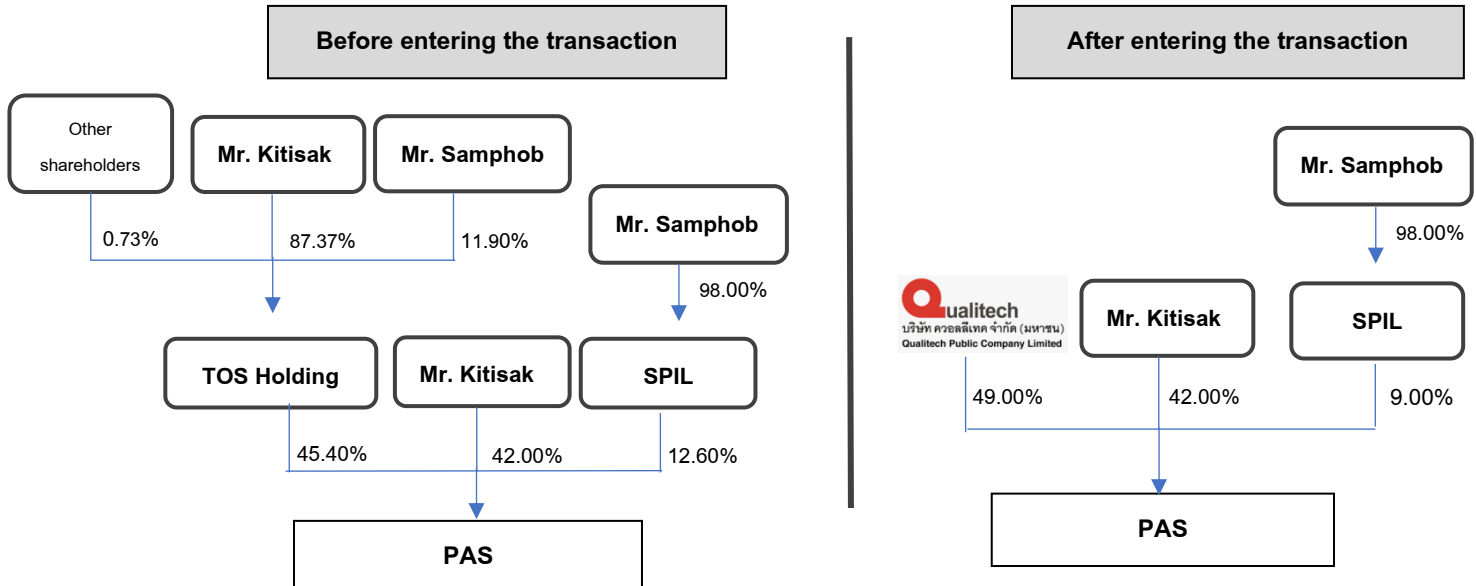 Before entering the transaction
Other
shareholders
Mr. Kitisak
Mr. Samphob
Mr. Samphob
0.73%
87.37%
11.90%
98.00%
TOS Holding
Mr. Kitisak
SPIL
45.40%
42.00%
12.60%
PAS
After entering the transaction
Mr. Samphob
98.00%
Qualitech
บริษัท ควอลลีเทค จำกัด (มหาชน)
Qualitech Public Company Limited
Mr. Kitisak
SPIL
49.00%
42.00%
9.00%
PAS